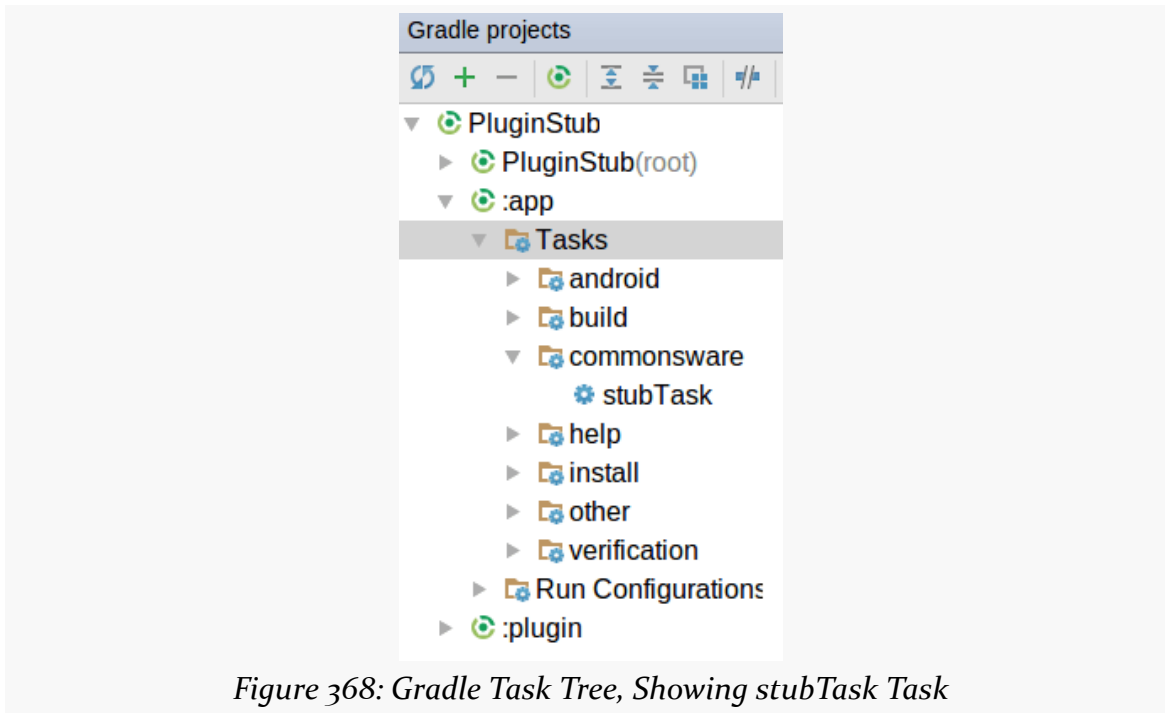 Gradle projects
PluginStub
PluginStub(root)
:app
Tasks
android
build
commonsware
stubTask
help
install
other
verification
Run Configurations
:plugin
Figure 368: Gradle Task Tree, Showing stubTask Task